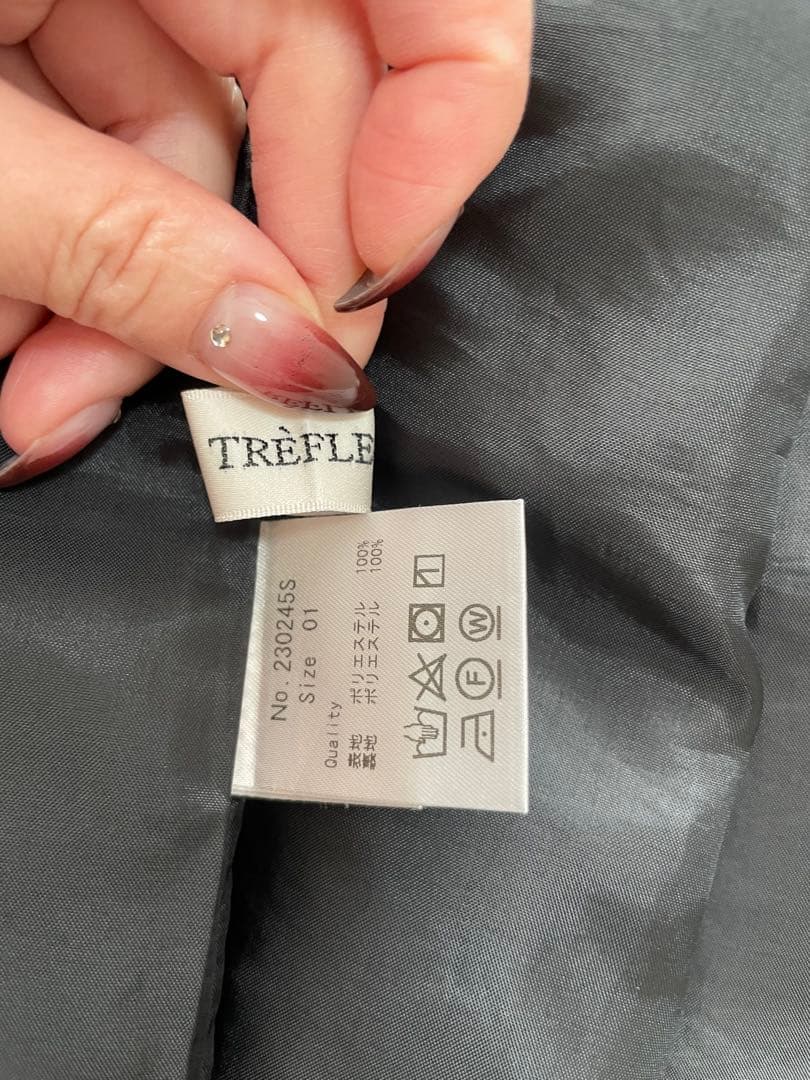 TRÈFLE
No.230245S
Size 01
Quality
表地 ポリエステル 100%
裏地 ポリエステル 100%
F W